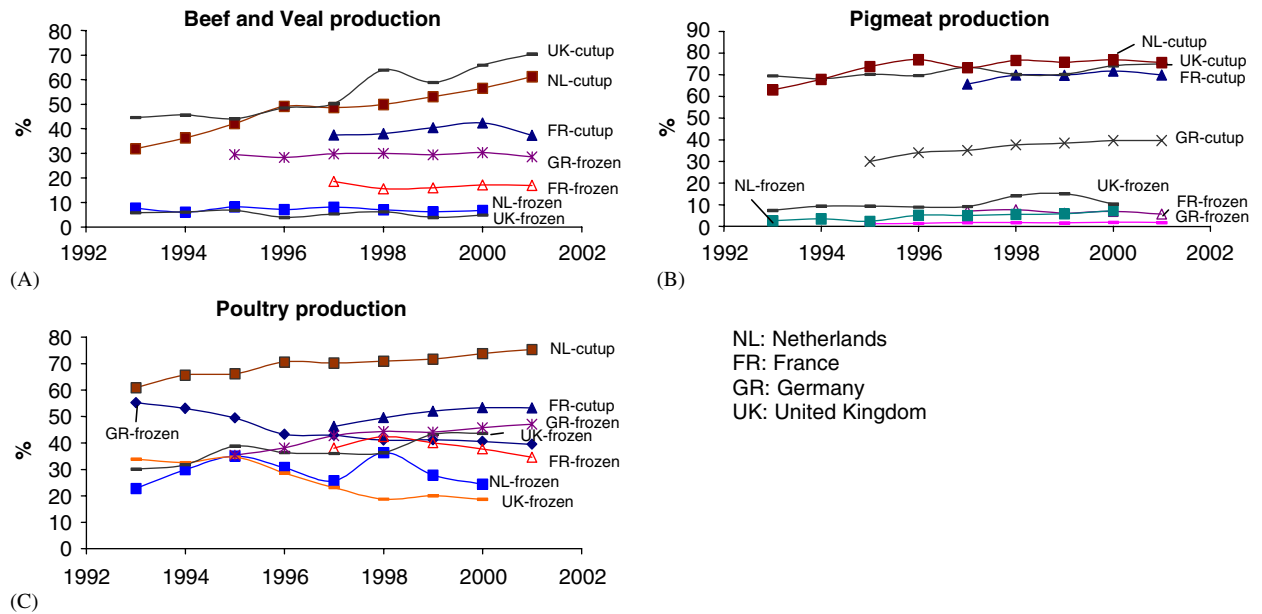 Beef and Veal production
80
70
60
50
40
30
20
10
0
%
1992
1994
1996
1998
2000
2002
UK-cutup
NL-cutup
FR-cutup
GR-frozen
FR-frozen
NL-frozen
UK-frozen
(A)
Pigmeat production
90
80
70
60
50
40
30
20
10
0
%
1992
1994
1996
1998
2000
2002
NL-cutup
UK-cutup
FR-cutup
GR-cutup
NL-frozen
UK-frozen
FR-frozen
GR-frozen
(B)
Poultry production
80
70
60
50
40
30
20
10
0
%
1992
1994
1996
1998
2000
2002
NL-cutup
FR-cutup
GR-frozen
GR-frozen
UK-frozen
FR-frozen
NL-frozen
UK-frozen
(C)
NL: Netherlands
FR: France
GR: Germany
UK: United Kingdom